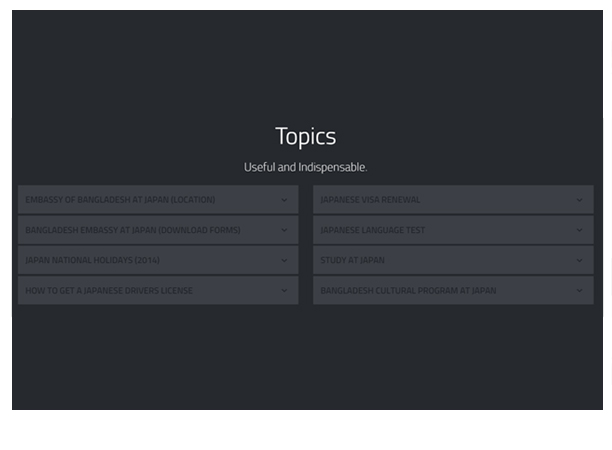 Topics
Useful and Indispensable.
EMBASSY OF BANGLADESH AT JAPAN (LOCATION)
BANGLADESH EMBASSY AT JAPAN (DOWNLOAD FORMS)
JAPAN NATIONAL HOLIDAYS (2014)
HOW TO GET A JAPANESE DRIVERS LICENSE
JAPANESE VISA RENEWAL
JAPANESE LANGUAGE TEST
STUDY AT JAPAN
BANGLADESH CULTURAL PROGRAM AT JAPAN